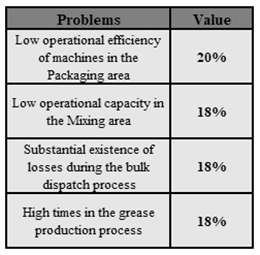 Problems Value
Low operational efficiency
of machines in the
Packaging area
20%
Low operational capacity in
the Mixing area
18%
Substantial existence of
losses during the bulk
dispatch process
18%
High times in the grease
production process
18%